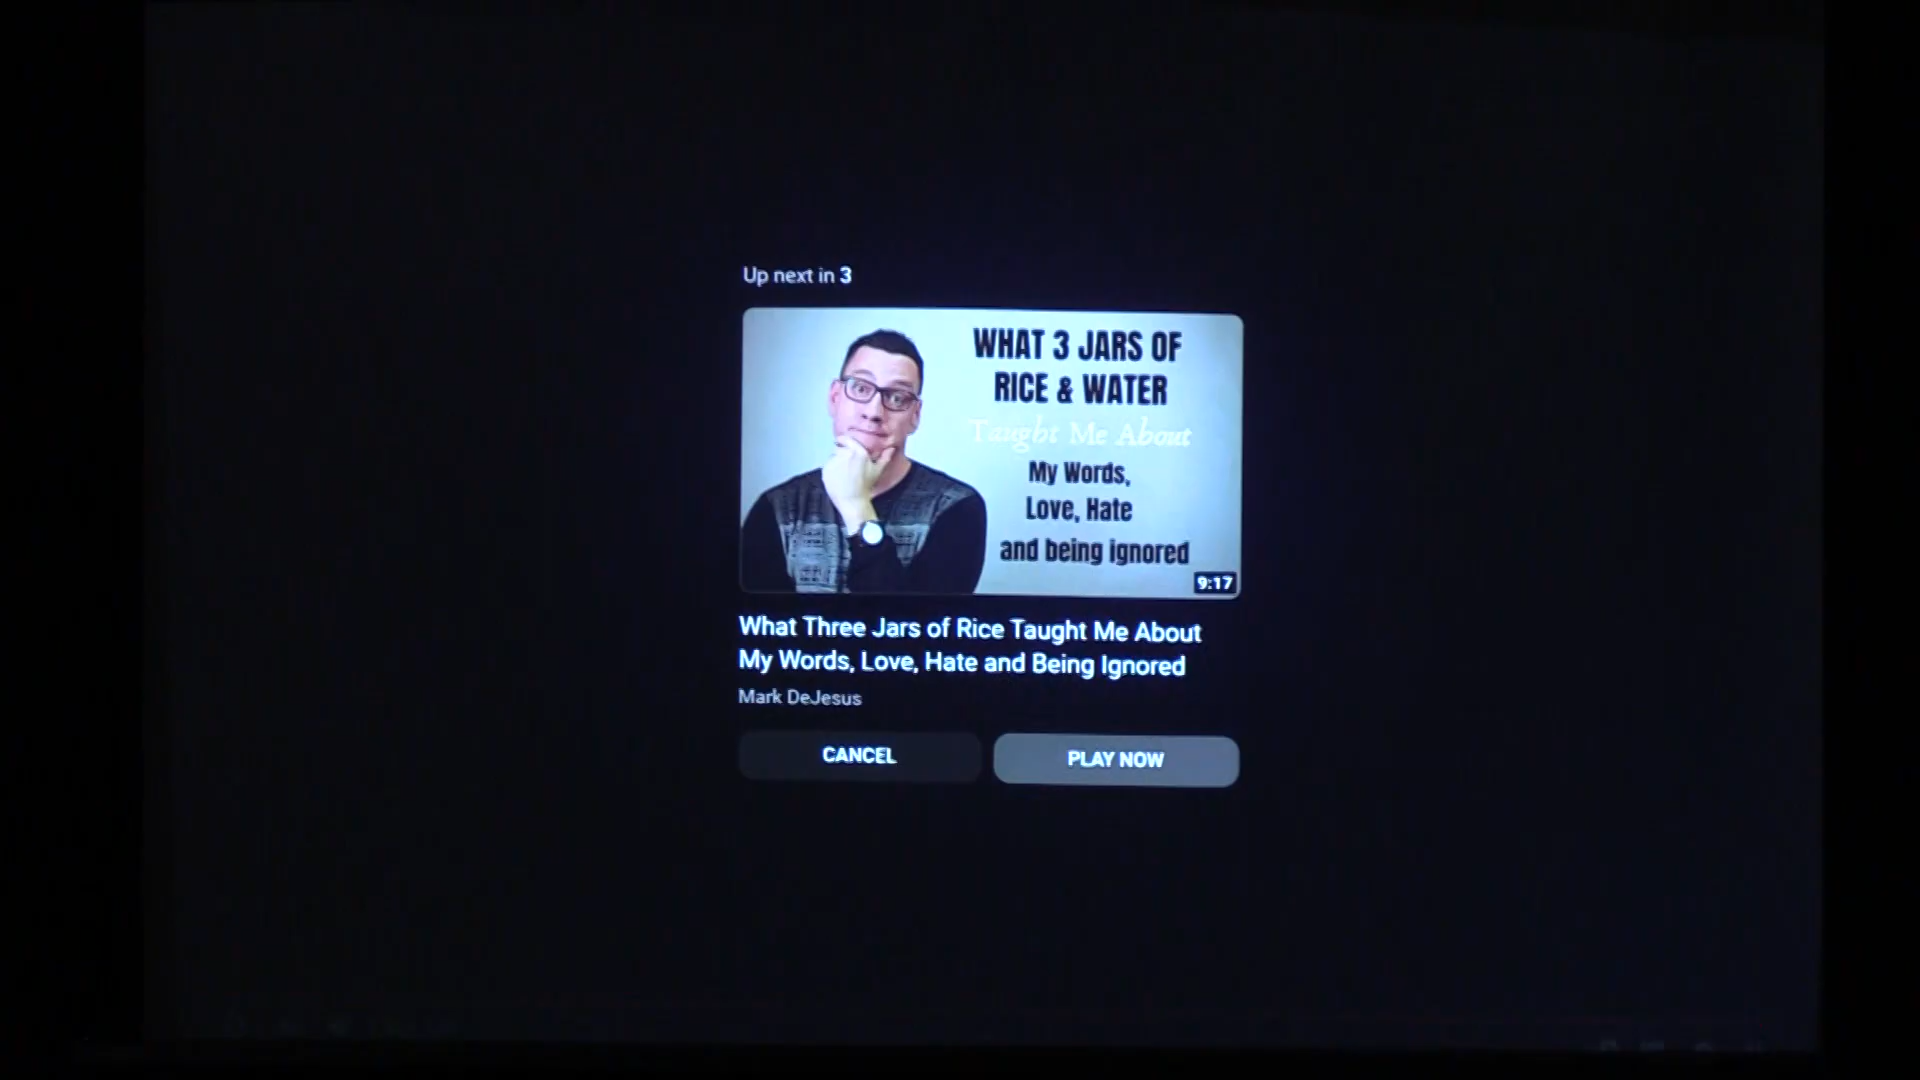 Up next in 3
WHAT 3 JARS OF
RICE & WATER
Taught Me About
My Words,
Love, Hate
and being ignored
9:17
What Three Jars of Rice Taught Me About
My Words, Love, Hate and Being Ignored
Mark DeJesus
CANCEL
PLAY NOW